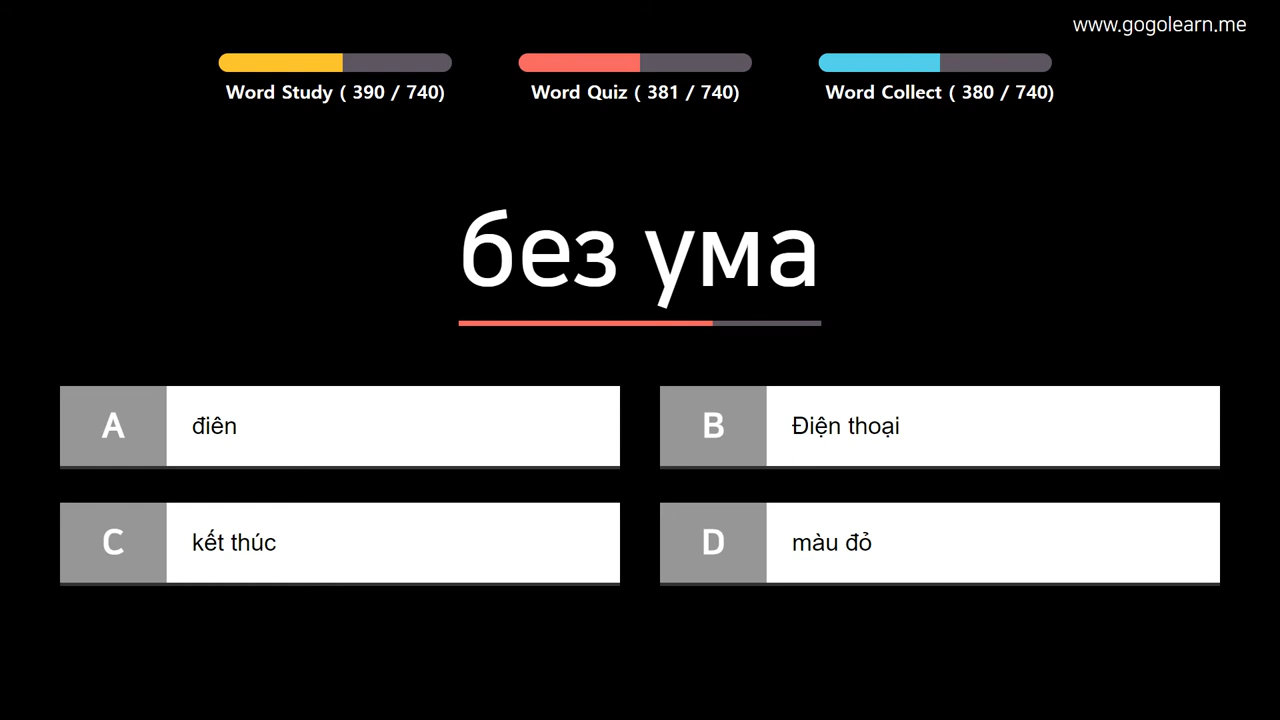 www.gogolearn.me
Word Study ( 390 / 740)
Word Quiz ( 381 / 740)
Word Collect ( 380 / 740)
без ума
A
điên
B
Điện thoại
C
kết thúc
D
màu đỏ